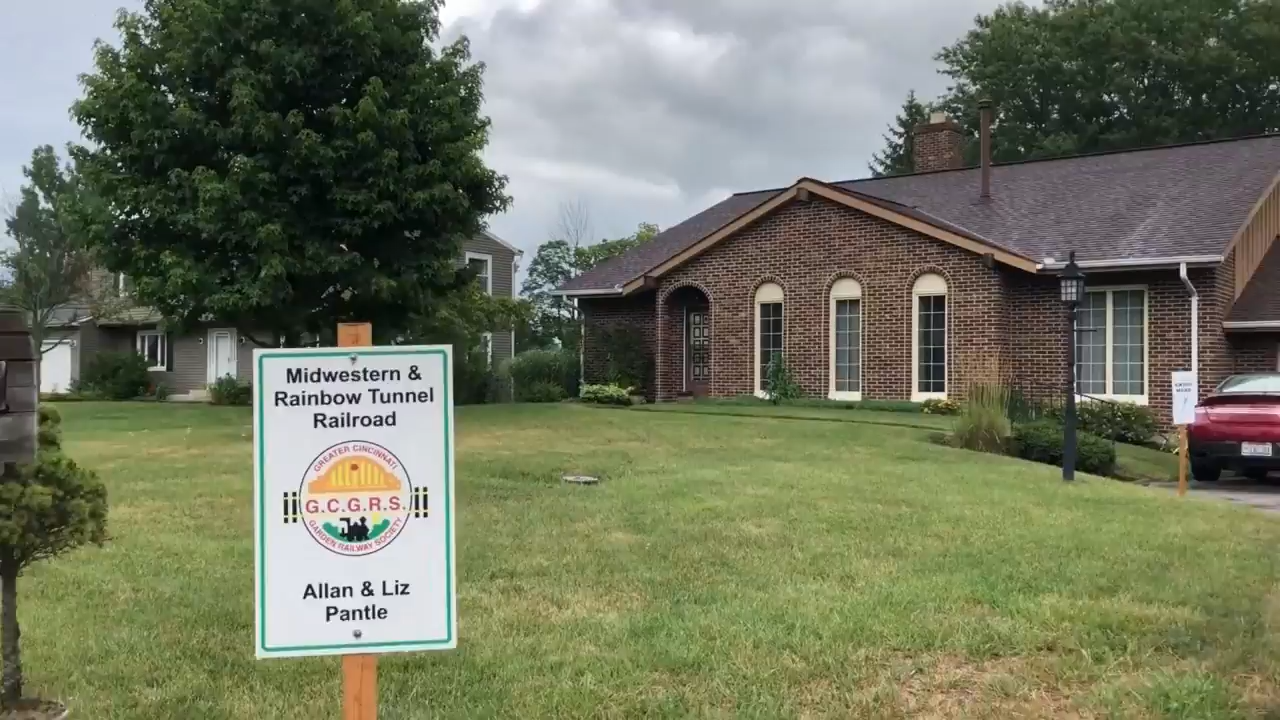 Midwestern &
Rainbow Tunnel
Railroad
GREATER CINCINNATI
G.C.G.R.S.
GARDEN RAILWAY SOCIETY
Allan & Liz
Pantle